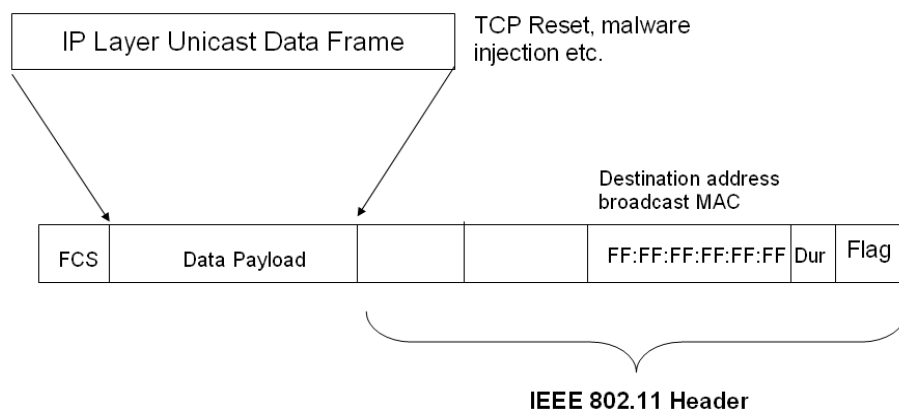 IP Layer Unicast Data Frame
TCP Reset, malware
injection etc.
Destination address
broadcast MAC
FCS
Data Payload
FF:FF:FF:FF:FF:FF
Dur
Flag
IEEE 802.11 Header